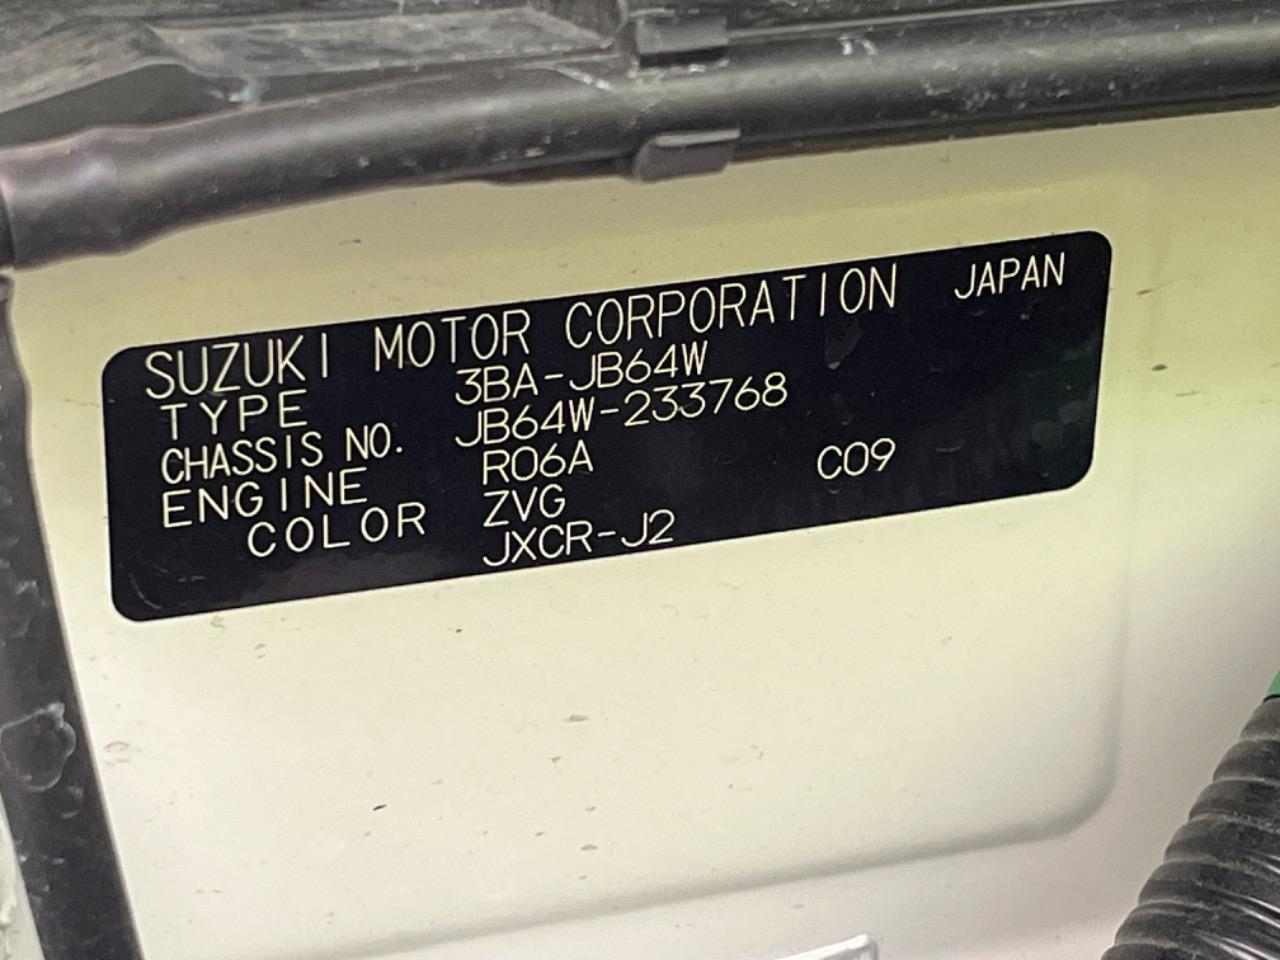 SUZUKI MOTOR CORPORATION JAPAN
TYPE 3BA-JB64W
CHASSIS NO. JB64W-233768
ENGINE R06A C09
COLOR ZVG
JXCR-J2